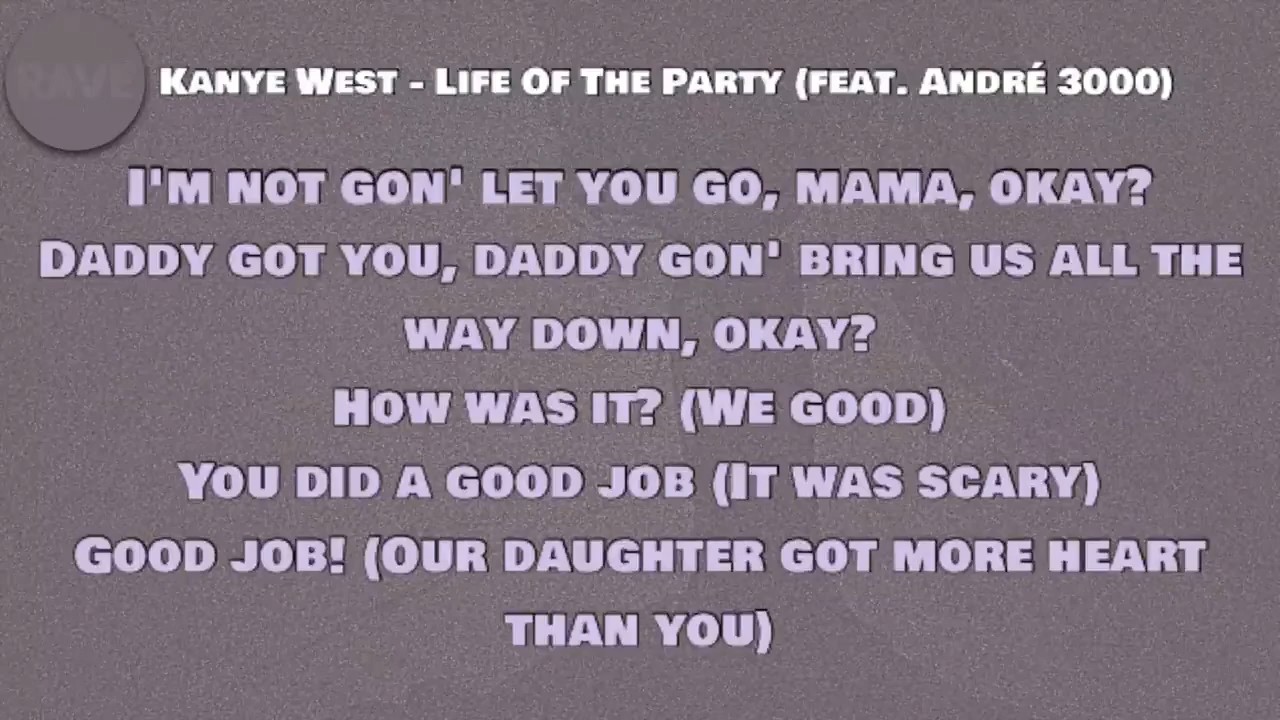 RAVE
Kanye West - Life Of The Party (feat. André 3000)
I'm not gon' let you go, mama, okay?
Daddy got you, daddy gon' bring us all the
way down, okay?
How was it? (We good)
You did a good job (It was scary)
Good job! (Our daughter got more heart
than you)